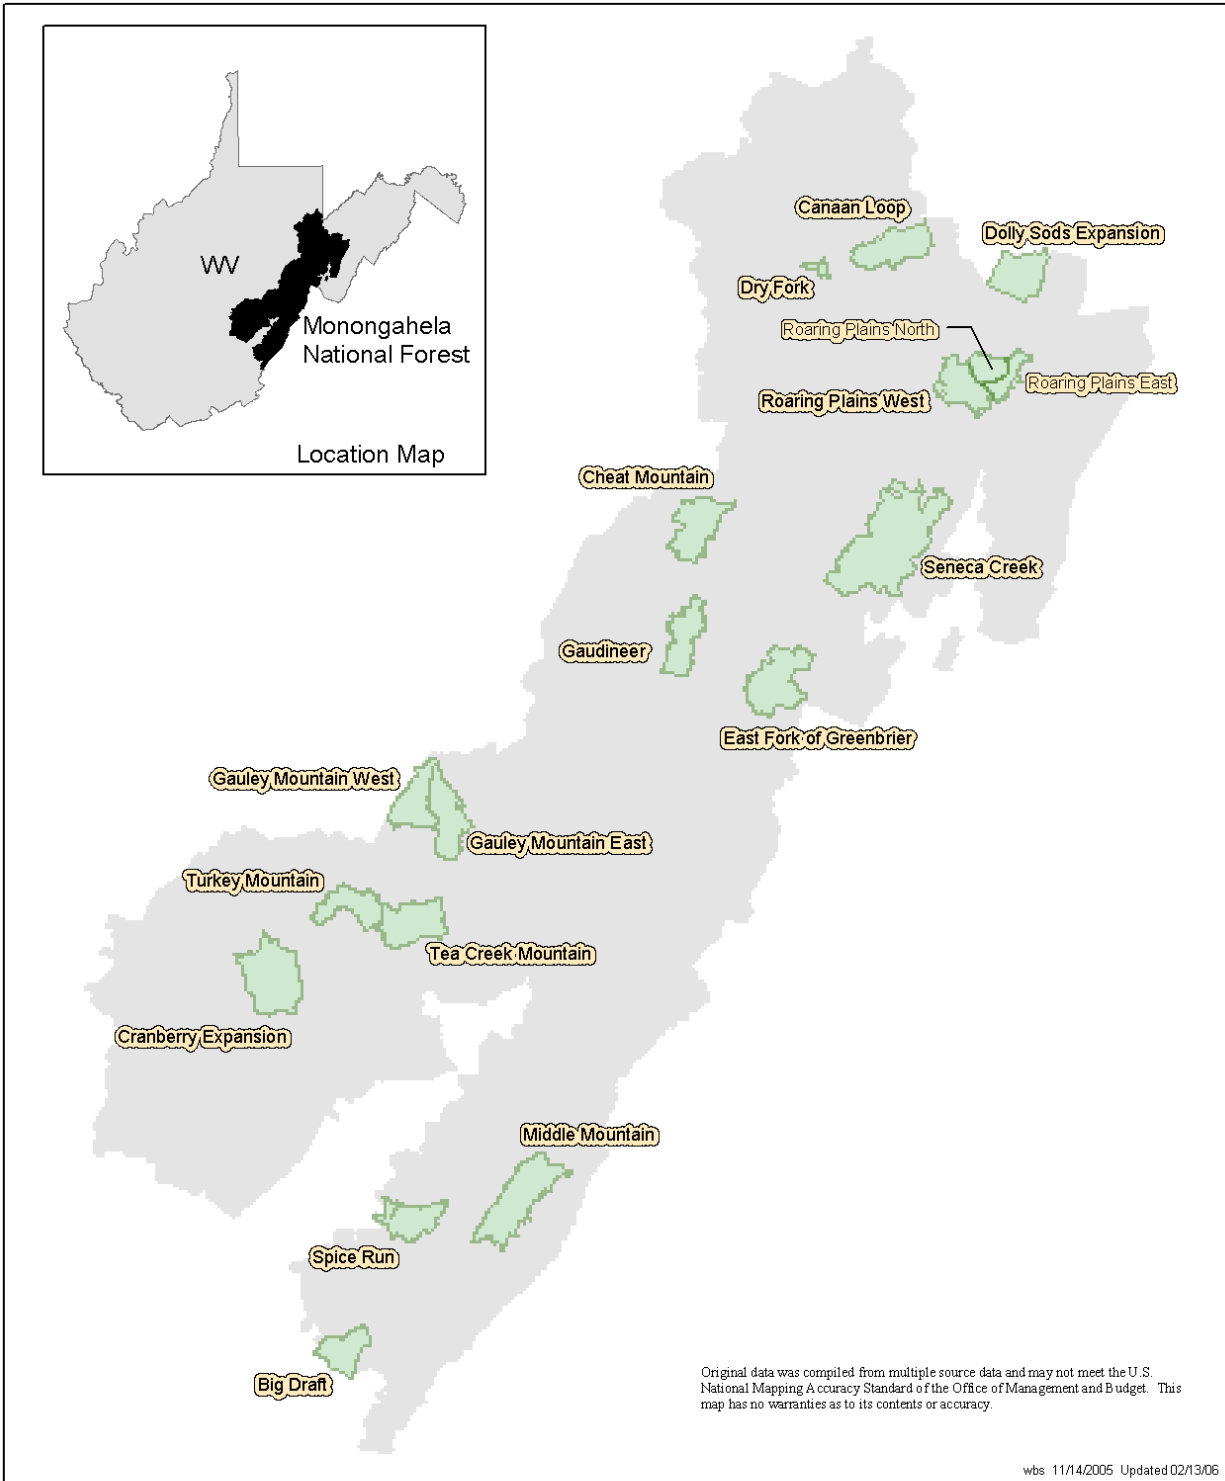 WV
Monongahela
National Forest
Location Map
Canaan Loop
Dolly Sods Expansion
Dry Fork
Roaring Plains North
Roaring Plains East
Roaring Plains West
Cheat Mountain
Seneca Creek
Gaudineer
East Fork of Greenbrier
Gauley Mountain West
Gauley Mountain East
Turkey Mountain
Tea Creek Mountain
Cranberry Expansion
Middle Mountain
Spice Run
Big Draft
Original data was compiled from multiple source data and may not meet the U.S.
National Mapping Accuracy Standard of the Office of Management and Budget. This
map has no warranties as to its contents or accuracy.
wbs 11/14/2005 Updated 02/13/06